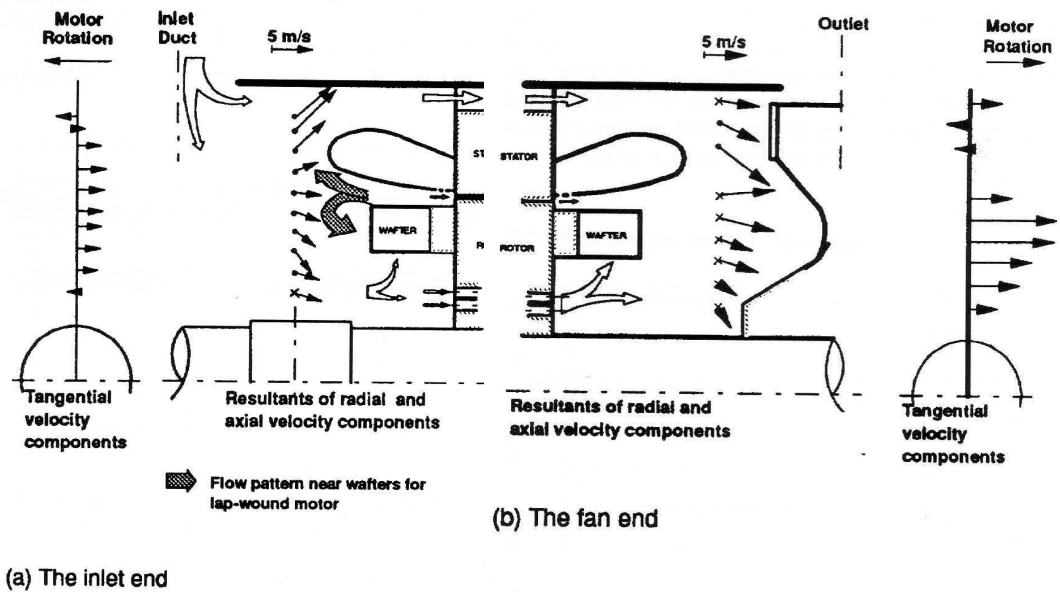 Motor
Rotation
Inlet
Duct
5 m/s
5 m/s
Outlet
Motor
Rotation
ST
STATOR
STATOR
WAFTER
R
ROTOR
WAFTER
Tangential
velocity
components
Resultants of radial and
axial velocity components
Resultants of radial and
axial velocity components
Tangential
velocity
components
Flow pattern near wafters for
lap-wound motor
(b) The fan end
(a) The inlet end